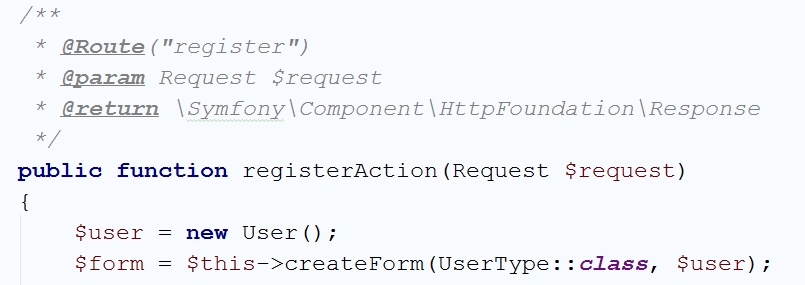 /**
 * @Route("register")
 * @param Request $request
 * @return \Symfony\Component\HttpFoundation\Response
 */
public function registerAction(Request $request)
{
    $user = new User();
    $form = $this->createForm(UserType::class, $user);